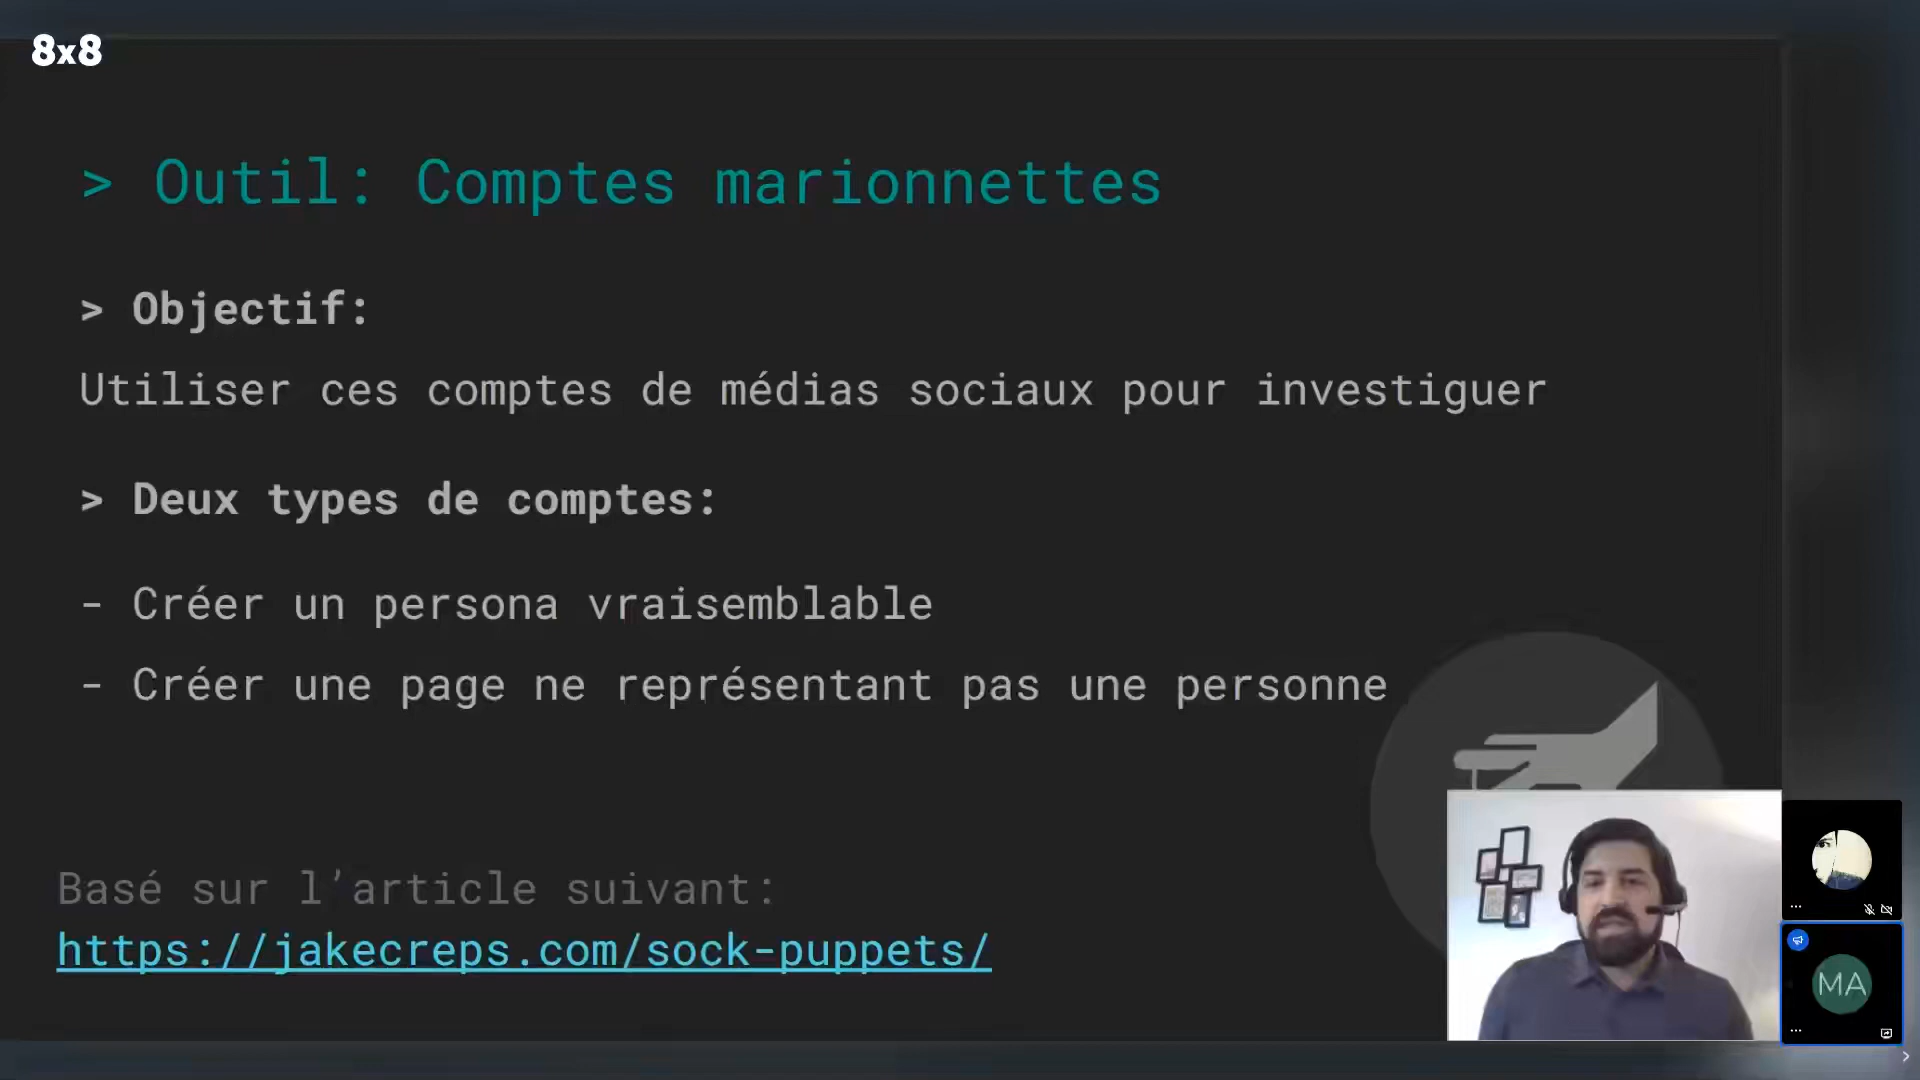 8x8
> Outil: Comptes marionnettes
> Objectif:
Utiliser ces comptes de médias sociaux pour investiguer
> Deux types de comptes:
- Créer un persona vraisemblable
- Créer une page ne représentant pas une personne
Basé sur l’article suivant:
https://jakecreps.com/sock-puppets/
MA